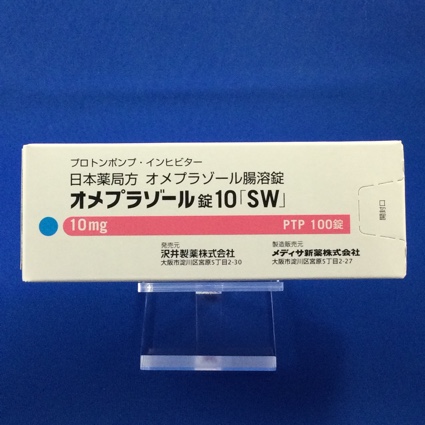 プロトンポンプ・インヒビター
日本薬局方 オメプラゾール腸溶錠
オメプラゾール錠10「SW」
10mg PTP 100錠
発売元
沢井製薬株式会社
大阪市淀川区宮原5丁目2-30
製造販売元
メディサ新薬株式会社
大阪市淀川区宮原5丁目2-27
開封口